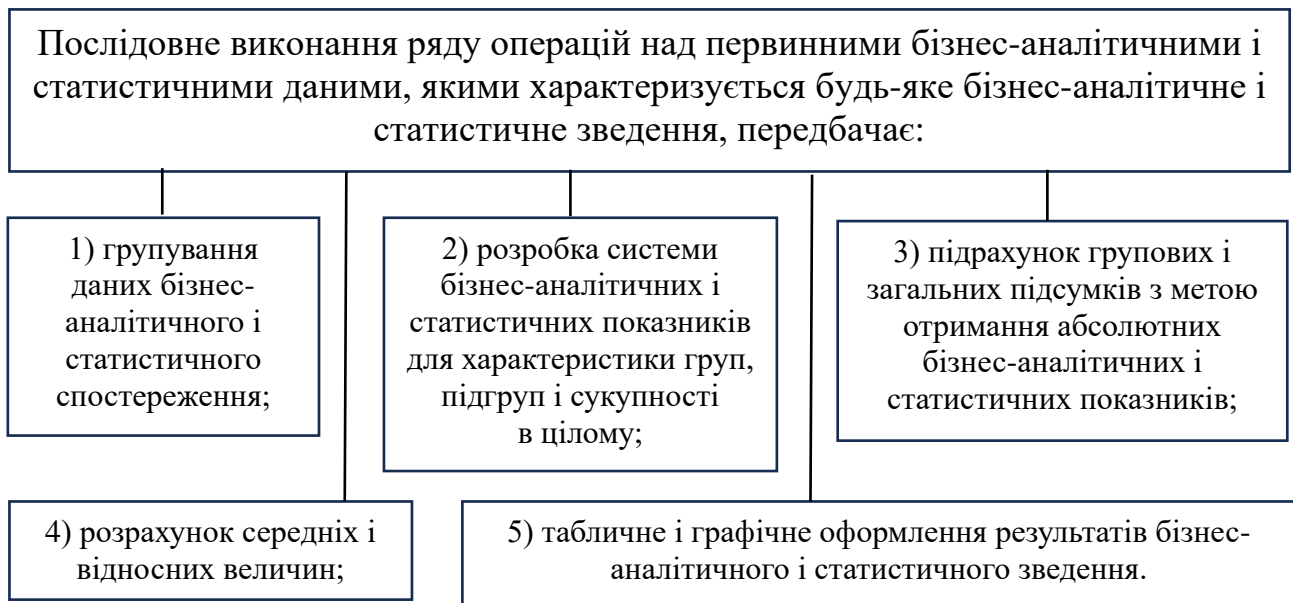 Послідовне виконання ряду операцій над первинними бізнес-аналітичними і
статистичними даними, якими характеризується будь-яке бізнес-аналітичне і
статистичне зведення, передбачає:
1) групування
даних бізнес-
аналітичного і
статистичного
спостереження;
2) розробка системи
бізнес-аналітичних і
статистичних показників
для характеристики груп,
підгруп і сукупності
в цілому;
3) підрахунок групових і
загальних підсумків з метою
отримання абсолютних
бізнес-аналітичних і
статистичних показників;
4) розрахунок середніх і
відносних величин;
5) табличне і графічне оформлення результатів бізнес-
аналітичного і статистичного зведення.